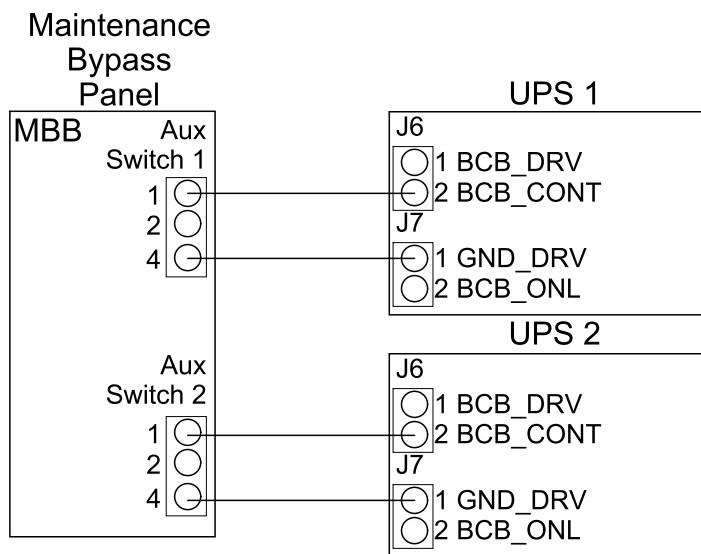 Maintenance
Bypass
Panel
MBB
Aux
Switch 1
1
2
4
Aux
Switch 2
1
2
4
UPS 1
J6
1 BCB_DRV
2 BCB_CONT
J7
1 GND_DRV
2 BCB_ONL
UPS 2
J6
1 BCB_DRV
2 BCB_CONT
J7
1 GND_DRV
2 BCB_ONL